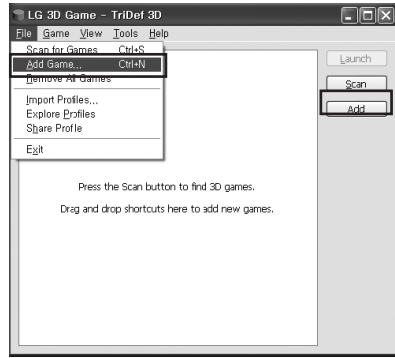 LG 3D Game - TriDef 3D
File Game View Tools Help
Scan for Games Ctrl+S
Add Game... Ctrl+N
Remove All Games
Import Profiles...
Explore Profiles
Share Profile
Exit
Launch
Scan
Add
Press the Scan button to find 3D games.
Drag and drop shortcuts here to add new games.